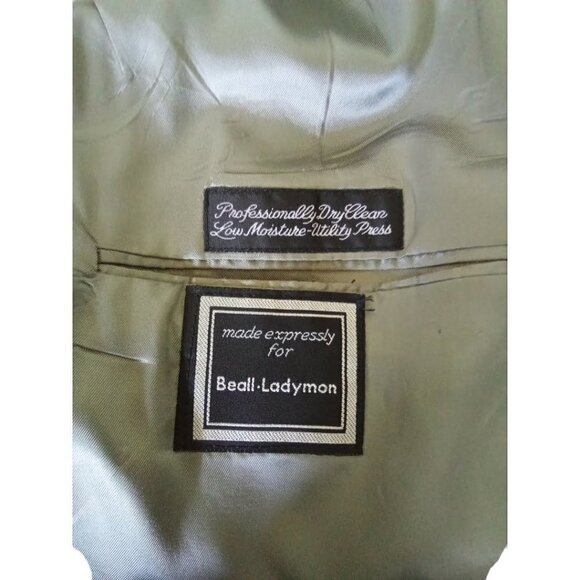 Professionally Dry Clean
Low Moisture-Utility Press
made expressly
for
Beall-Ladymon